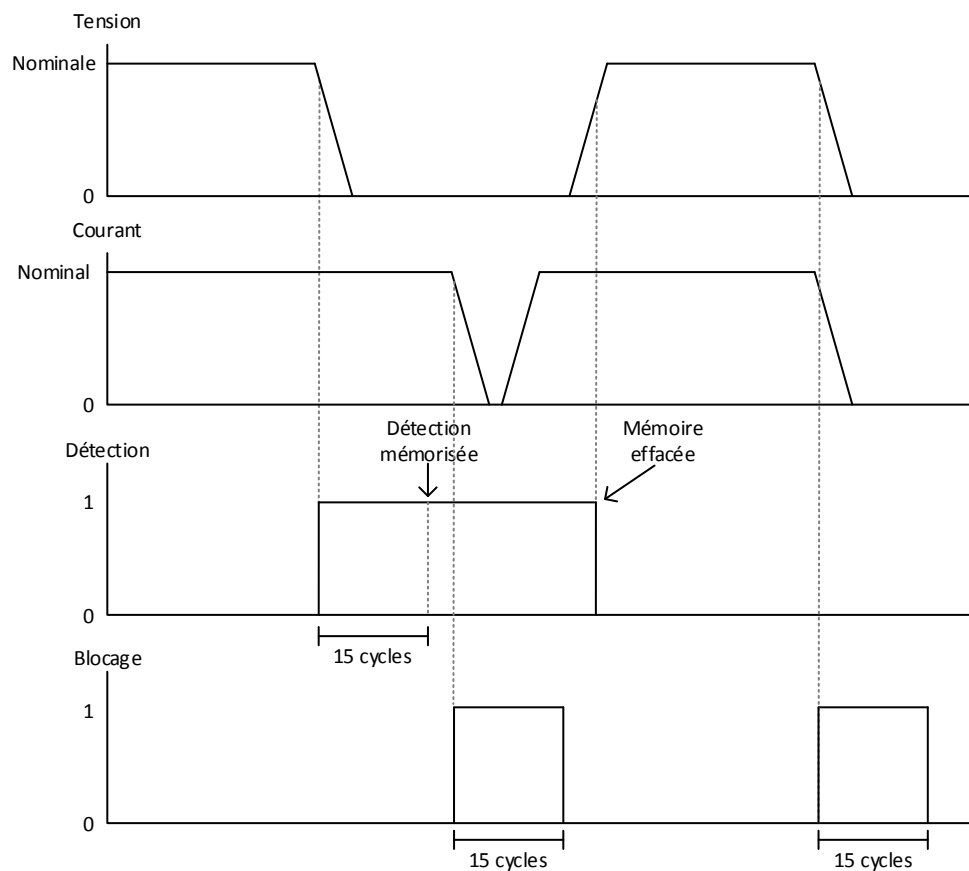 Tension
Nominale
0
Courant
Nominal
0
Détection
mémorisée
Mémoire
effacée
Détection
1
0
15 cycles
Blocage
1
0
15 cycles
15 cycles